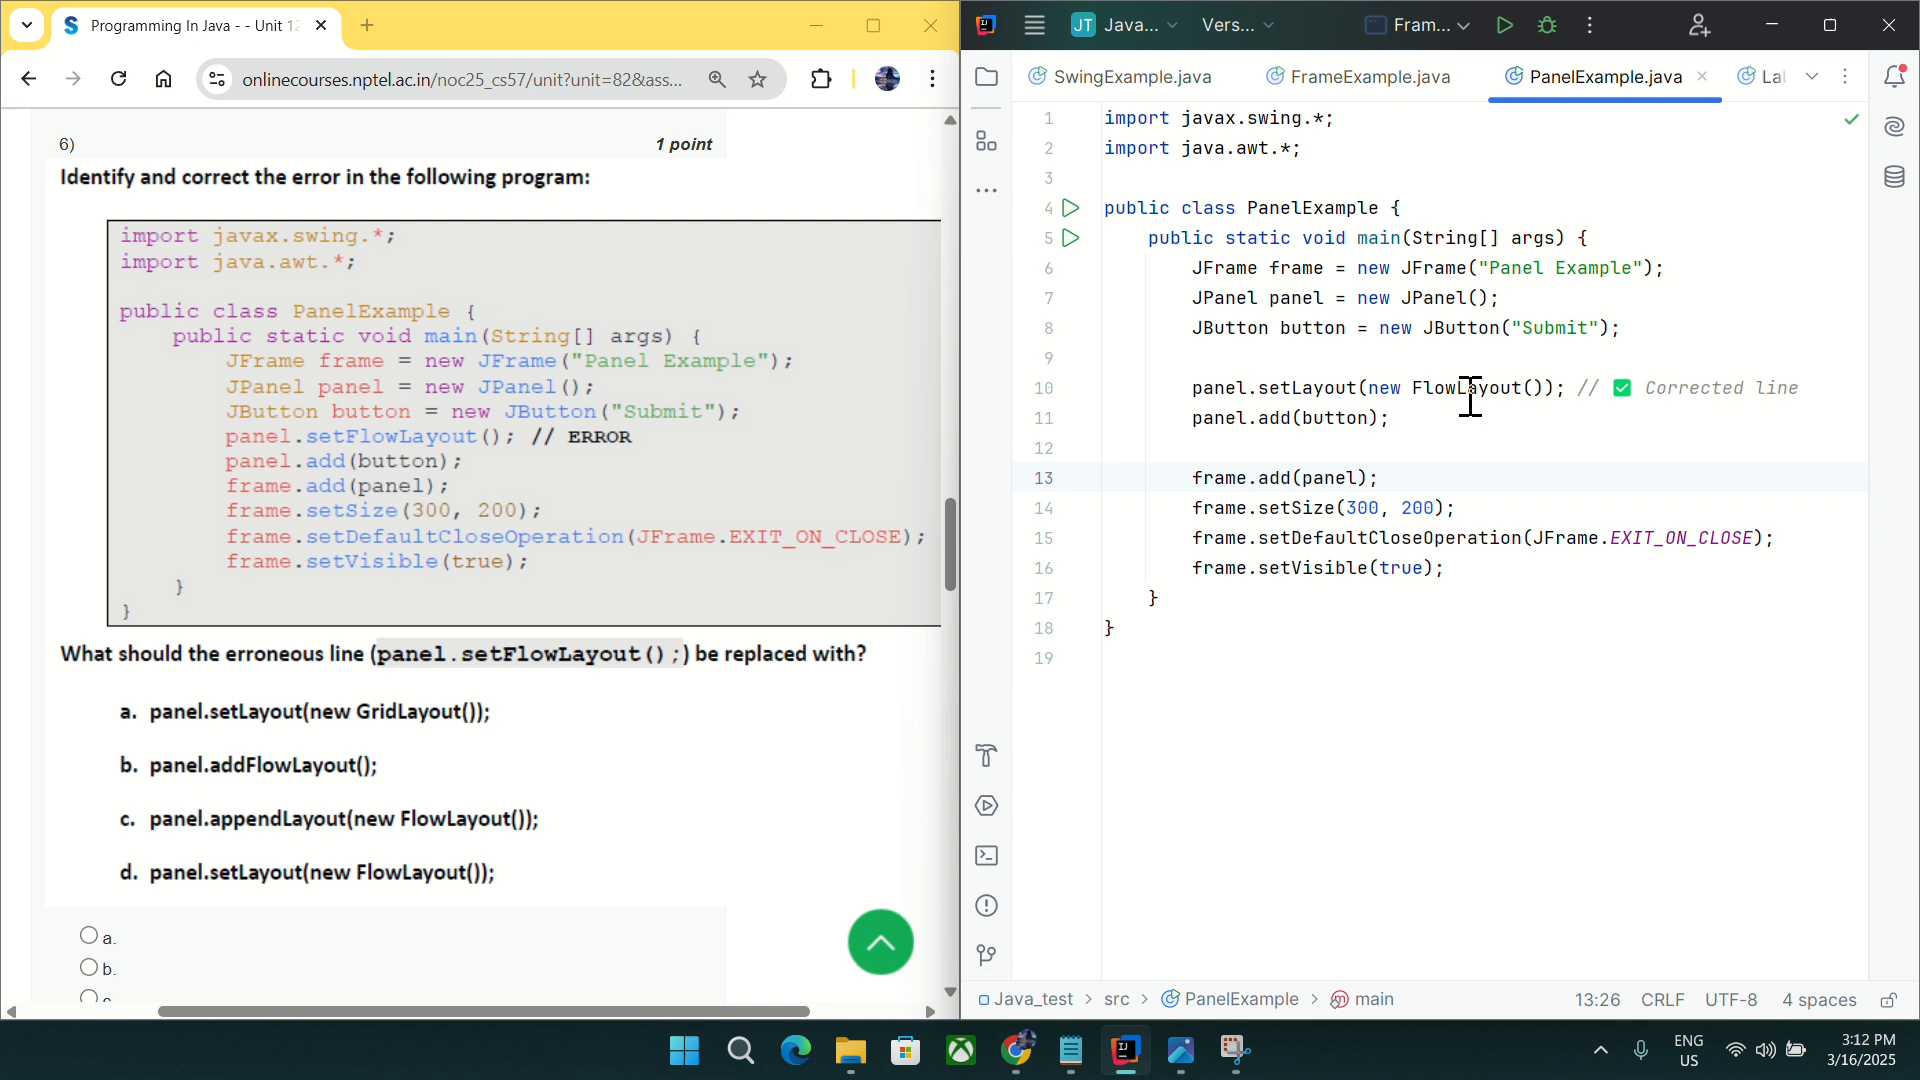 Programming In Java - - Unit 12
onlinecourses.nptel.ac.in/noc25_cs57/unit?unit=82&ass...
6)
1 point
Identify and correct the error in the following program:
import javax.swing.*;
import java.awt.*;
public class PanelExample {
public static void main(String[] args) {
JFrame frame = new JFrame("Panel Example");
JPanel panel = new JPanel();
JButton button = new JButton("Submit");
panel.setFlowLayout(); // ERROR
panel.add(button);
frame.add(panel);
frame.setSize(300, 200);
frame.setDefaultCloseOperation(JFrame.EXIT_ON_CLOSE);
frame.setVisible(true);
}
}
What should the erroneous line (panel.setFlowLayout();) be replaced with?
a. panel.setLayout(new GridLayout());
b. panel.addFlowLayout();
c. panel.appendLayout(new FlowLayout());
d. panel.setLayout(new FlowLayout());
a.
b.
c.
JT Java... Vers... Fram...
SwingExample.java FrameExample.java PanelExample.java La
1 import javax.swing.*;
2 import java.awt.*;
3
4 public class PanelExample {
5 public static void main(String[] args) {
6 JFrame frame = new JFrame("Panel Example");
7 JPanel panel = new JPanel();
8 JButton button = new JButton("Submit");
9
10 panel.setLayout(new FlowLayout()); // ✅ Corrected line
11 panel.add(button);
12
13 frame.add(panel);
14 frame.setSize(300, 200);
15 frame.setDefaultCloseOperation(JFrame.EXIT_ON_CLOSE);
16 frame.setVisible(true);
17 }
18 }
19
Java_test > src > PanelExample > main 13:26 CRLF UTF-8 4 spaces
ENG
US
3:12 PM
3/16/2025